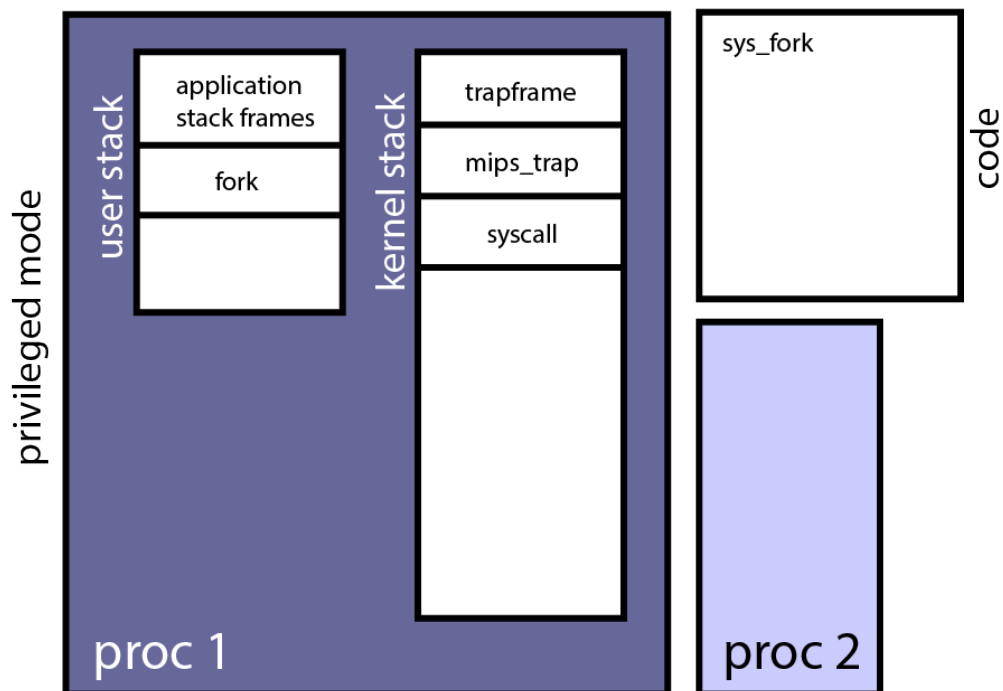 privileged mode
user stack
application
stack frames
fork
kernel stack
trapframe
mips_trap
syscall
proc 1
sys_fork
code
proc 2